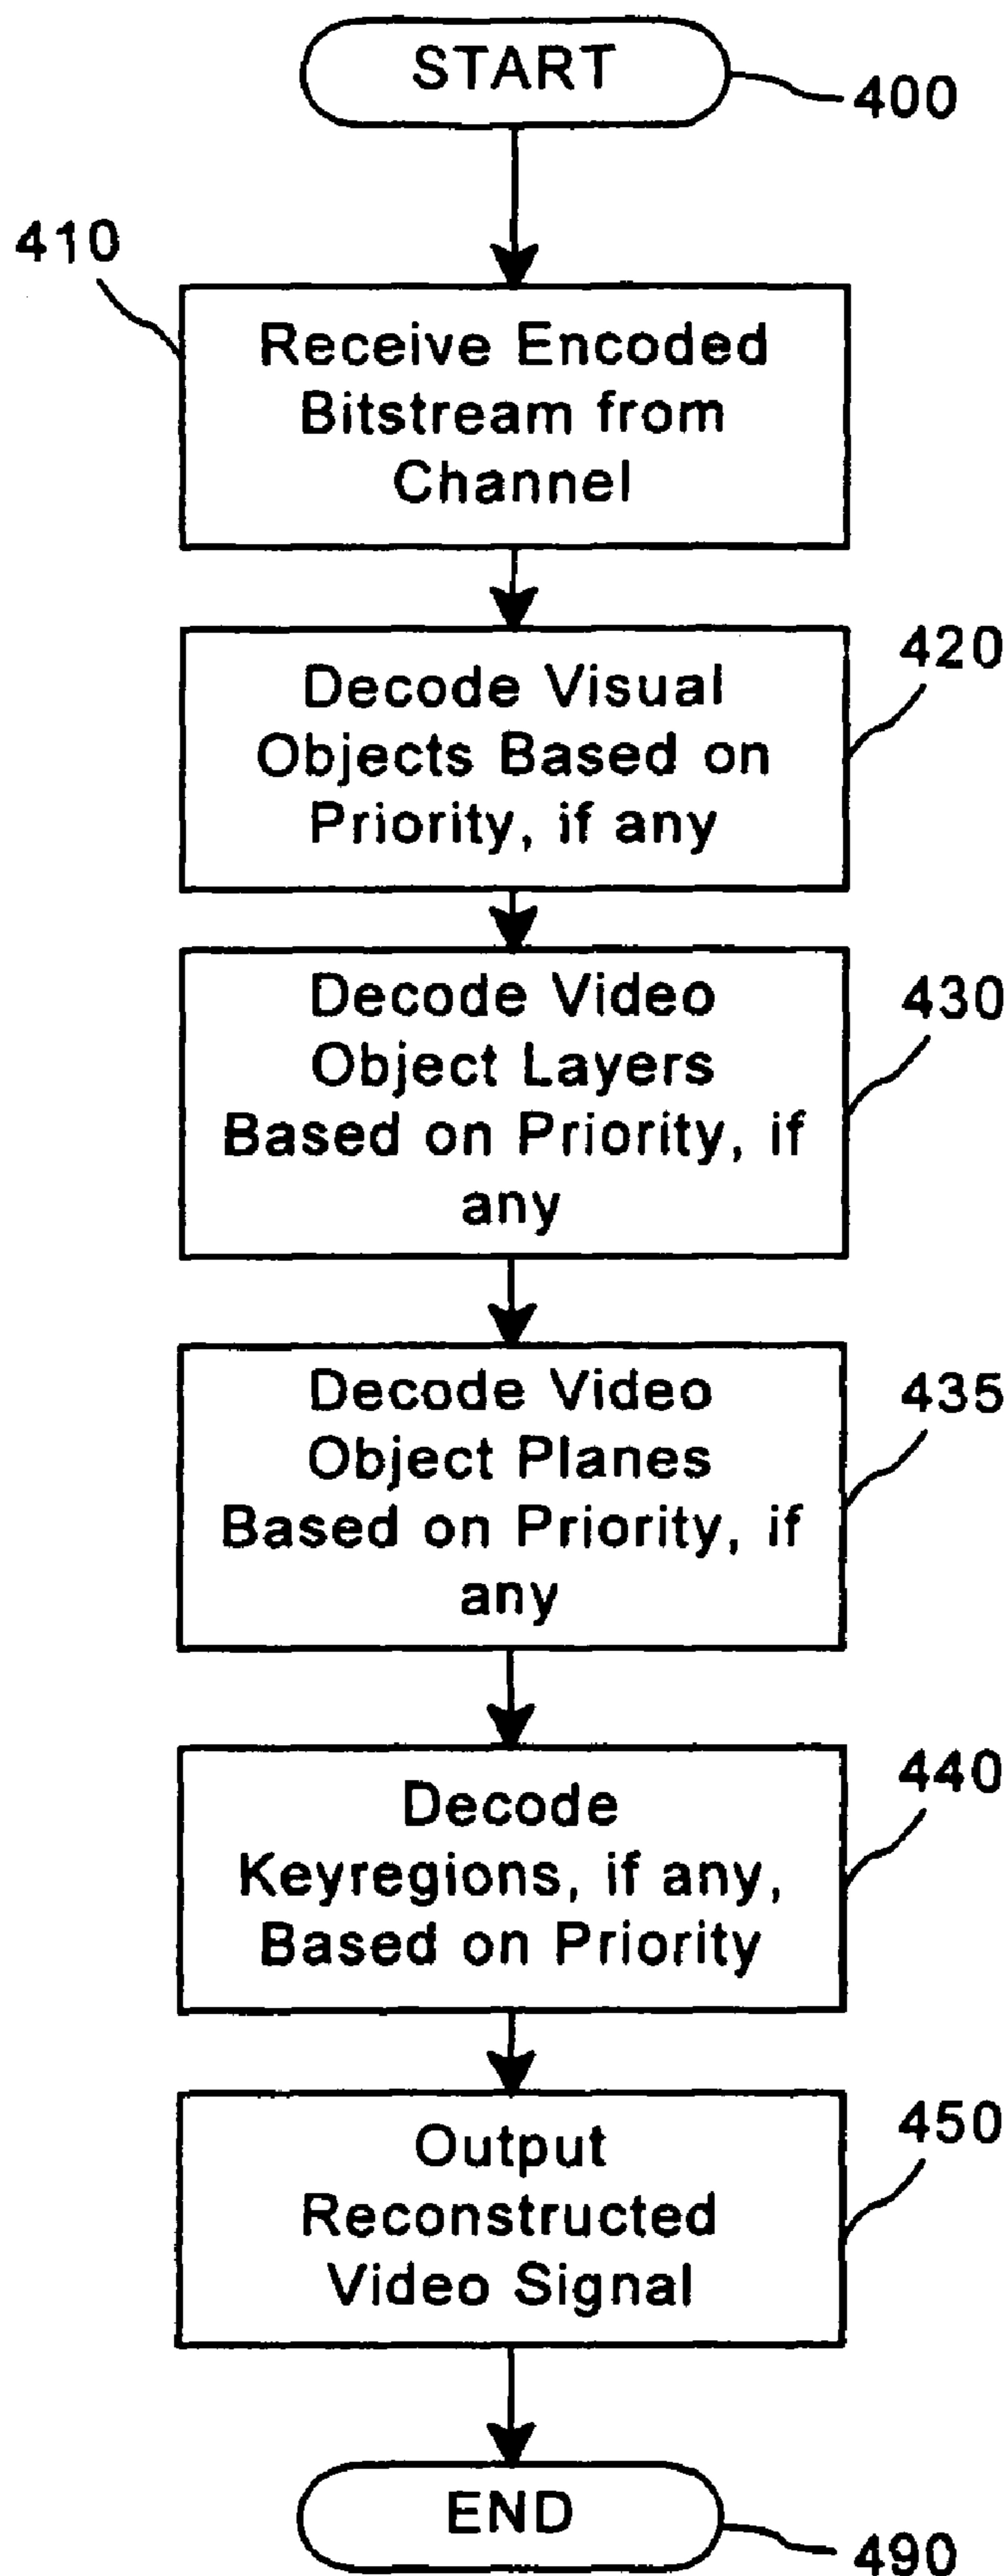 START
400
410
Receive Encoded
Bitstream from
Channel
420
Decode Visual
Objects Based on
Priority, if any
430
Decode Video
Object Layers
Based on Priority, if
any
435
Decode Video
Object Planes
Based on Priority, if
any
440
Decode
Keyregions, if any,
Based on Priority
450
Output
Reconstructed
Video Signal
END
490